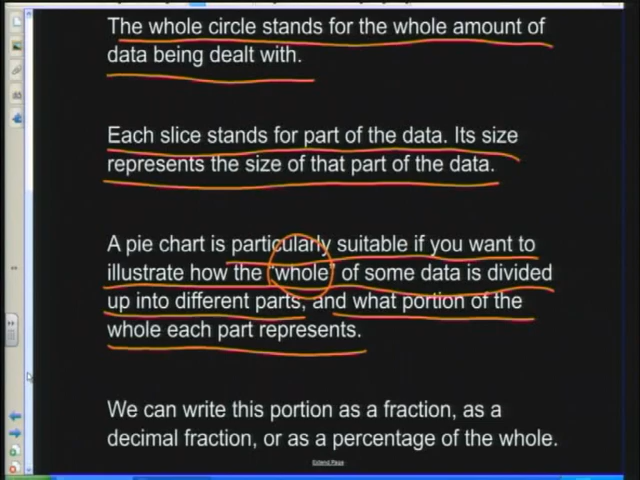 The whole circle stands for the whole amount of
data being dealt with.
Each slice stands for part of the data. Its size
represents the size of that part of the data.
A pie chart is particularly suitable if you want to
illustrate how the "whole" of some data is divided
up into different parts, and what portion of the
whole each part represents.
We can write this portion as a fraction, as a
decimal fraction, or as a percentage of the whole.
Extend Page